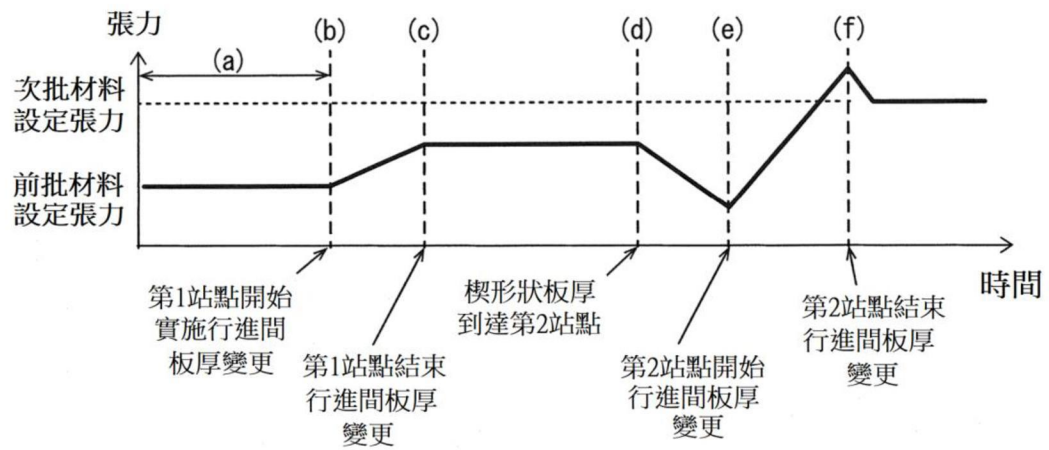 張力
(a)
(b)
(c)
(d)
(e)
(f)
次批材料
設定張力
前批材料
設定張力
時間
第1站點開始
實施行進間
板厚變更
第1站點結束
行進間板厚
變更
楔形狀板厚
到達第2站點
第2站點開始
行進間板厚
變更
第2站點結束
行進間板厚
變更